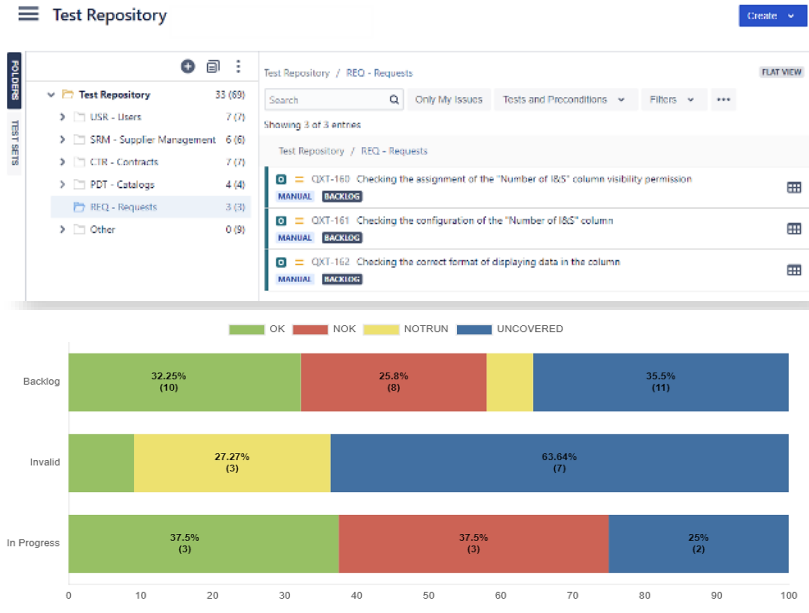 Test Repository
Create
FOLDERS
TEST SETS
Test Repository 33 (69)
USR - Users 7 (7)
SRM - Supplier Management 6 (6)
CTR - Contracts 7 (7)
PDT - Catalogs 4 (4)
REQ - Requests 3 (3)
Other 0 (9)
Test Repository / REQ - Requests
FLAT VIEW
Search
Only My Issues
Tests and Preconditions
Filters
Showing 3 of 3 entries
Test Repository / REQ - Requests
QXT-160 Checking the assignment of the "Number of I&S" column visibility permission
MANUAL BACKLOG
QXT-161 Checking the configuration of the "Number of I&S" column
MANUAL BACKLOG
QXT-162 Checking the correct format of displaying data in the column
MANUAL BACKLOG
OK NOK NOTRUN UNCOVERED
Backlog
32.25%
(10)
25.8%
(8)
35.5%
(11)
Invalid
27.27%
(3)
63.64%
(7)
In Progress
37.5%
(3)
37.5%
(3)
25%
(2)
0 10 20 30 40 50 60 70 80 90 100